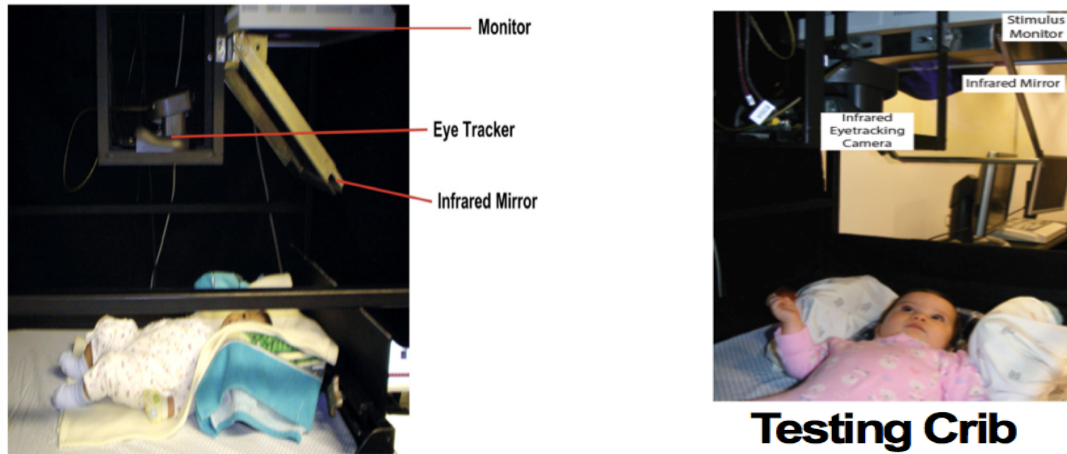 Monitor
Eye Tracker
Infrared Mirror
Stimulus
Monitor
Infrared Mirror
Infrared
Eyetracking
Camera
Testing Crib